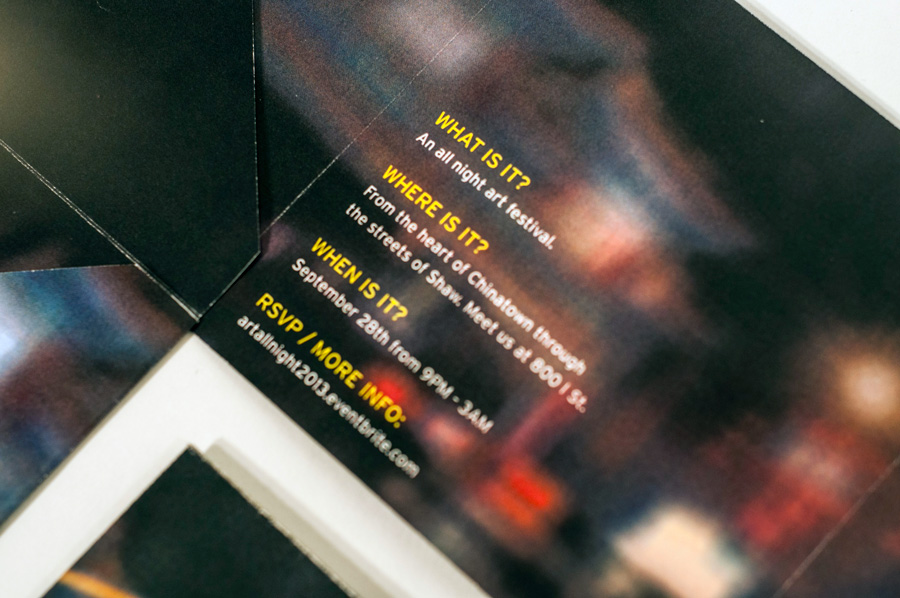 WHAT IS IT?
An all night art festival.
WHERE IS IT?
From the heart of Chinatown through
the streets of Shaw. Meet us at 800 I St.
WHEN IS IT?
September 28th from 9PM - 3AM
RSVP / MORE INFO:
artallnight2013.eventbrite.com